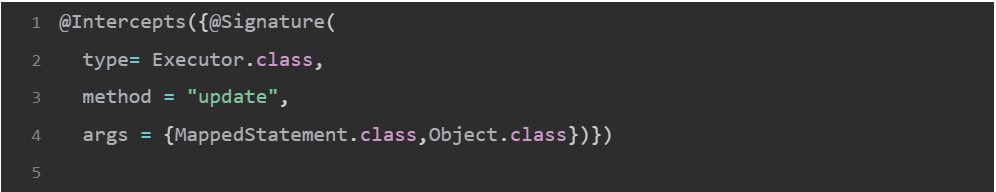 1 @Intercepts({@Signature(
2 type= Executor.class,
3 method = "update",
4 args = {MappedStatement.class,Object.class})})
5